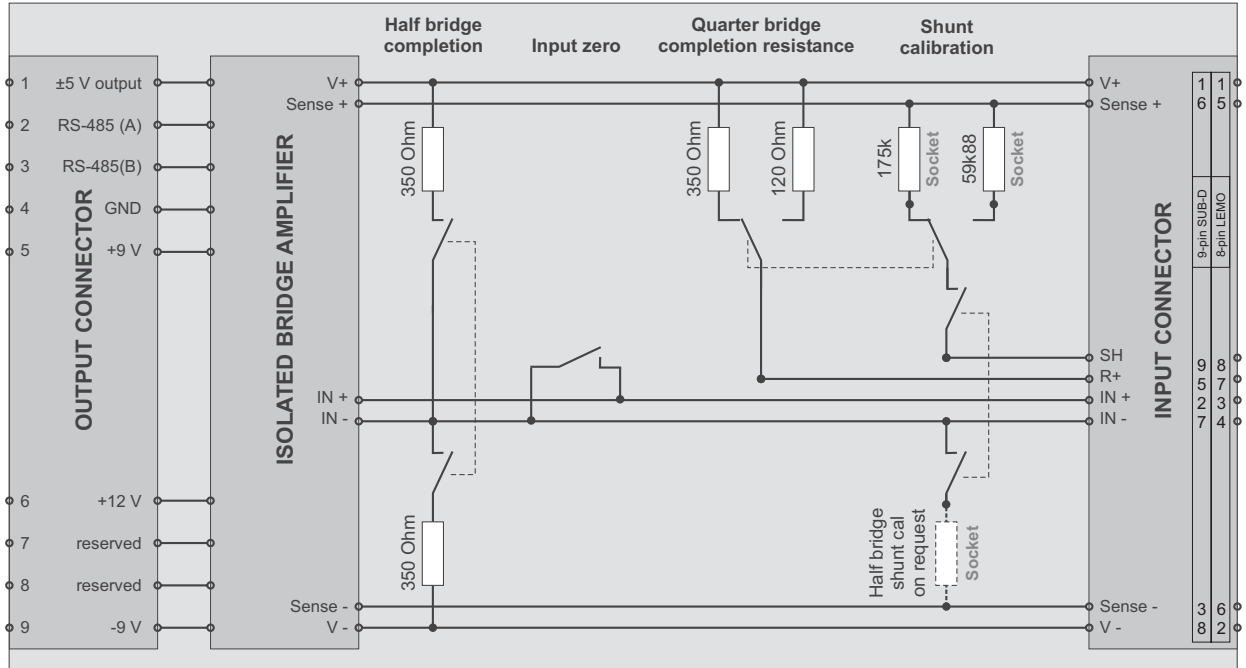 Half bridge
completion
Input zero
Quarter bridge
completion resistance
Shunt
calibration
1 ±5 V output
2 RS-485 (A)
3 RS-485(B)
4 GND
5 +9 V
6 +12 V
7 reserved
8 reserved
9 -9 V
OUTPUT CONNECTOR
ISOLATED BRIDGE AMPLIFIER
V+
Sense +
IN +
IN -
Sense -
V -
350 Ohm
350 Ohm
350 Ohm
120 Ohm
175k
Socket
59k88
Socket
Half bridge
shunt cal
on request
Socket
V+
Sense +
SH
R+
IN +
IN -
Sense -
V -
INPUT CONNECTOR
1 1
6 5
9-pin SUB-D
8-pin LEMO
9 8
5 7
2 3
7 4
3 6
8 2